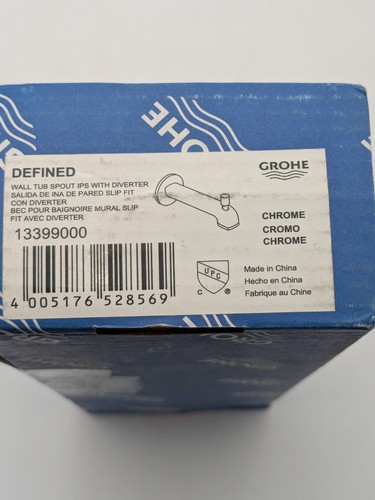 GROHE
DEFINED
GROHE
WALL TUB SPOUT IPS WITH DIVERTER
SALIDA DE INA DE PARED SLIP FIT
CON DIVERTER
BEC POUR BAIGNOIRE MURAL SLIP
FIT AVEC DIVERTER
13399000
CHROME
CROMO
CHROME
UPC
C ®
Made in China
Hecho en China
Fabrique au Chine
4 005176 528569